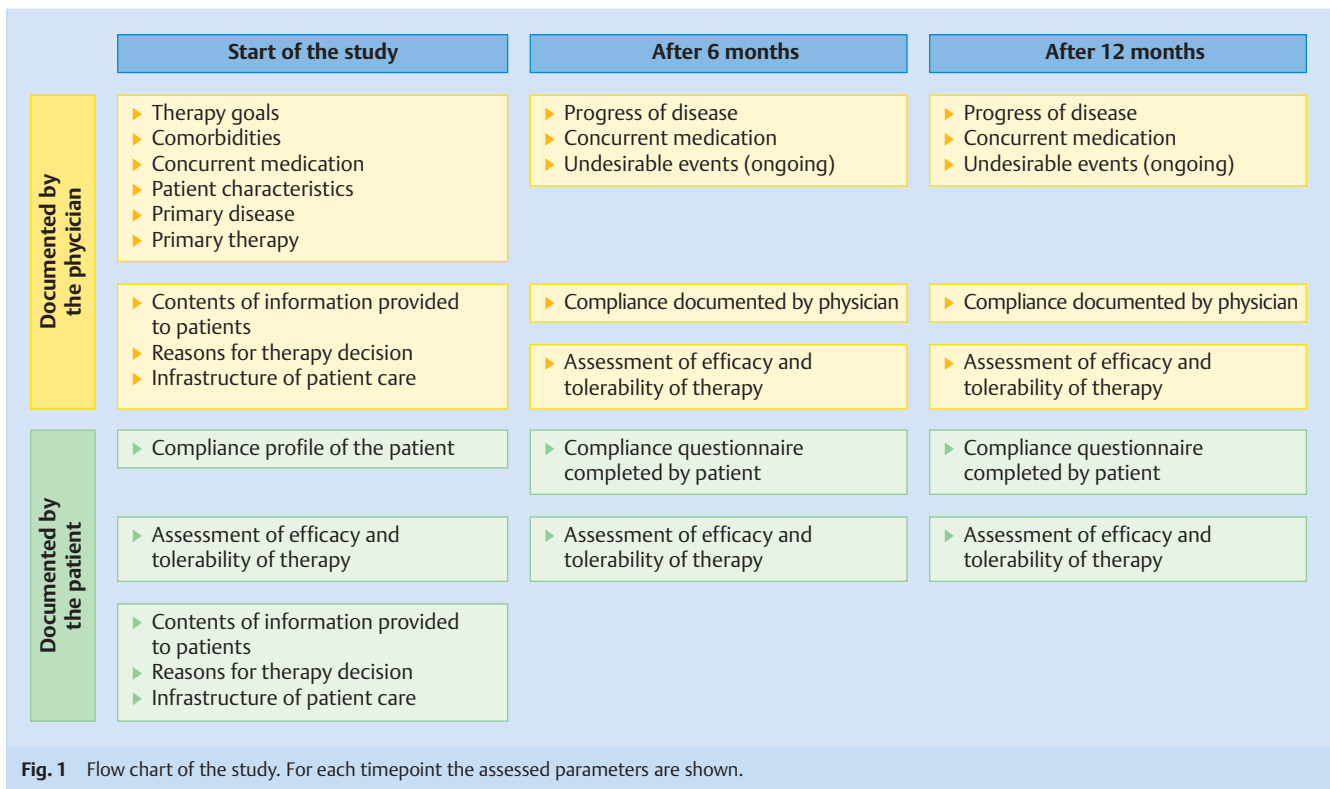 Start of the study
After 6 months
After 12 months
Documented by
the phycician
▶ Therapy goals
▶ Comorbidities
▶ Concurrent medication
▶ Patient characteristics
▶ Primary disease
▶ Primary therapy
▶ Progress of disease
▶ Concurrent medication
▶ Undesirable events (ongoing)
▶ Progress of disease
▶ Concurrent medication
▶ Undesirable events (ongoing)
▶ Contents of information provided
to patients
▶ Reasons for therapy decision
▶ Infrastructure of patient care
▶ Compliance documented by physician
▶ Compliance documented by physician
▶ Assessment of efficacy and
tolerability of therapy
▶ Assessment of efficacy and
tolerability of therapy
Documented by
the patient
▶ Compliance profile of the patient
▶ Compliance questionnaire
completed by patient
▶ Compliance questionnaire
completed by patient
▶ Assessment of efficacy and
tolerability of therapy
▶ Assessment of efficacy and
tolerability of therapy
▶ Assessment of efficacy and
tolerability of therapy
▶ Contents of information provided
to patients
▶ Reasons for therapy decision
▶ Infrastructure of patient care
Fig. 1 Flow chart of the study. For each timepoint the assessed parameters are shown.